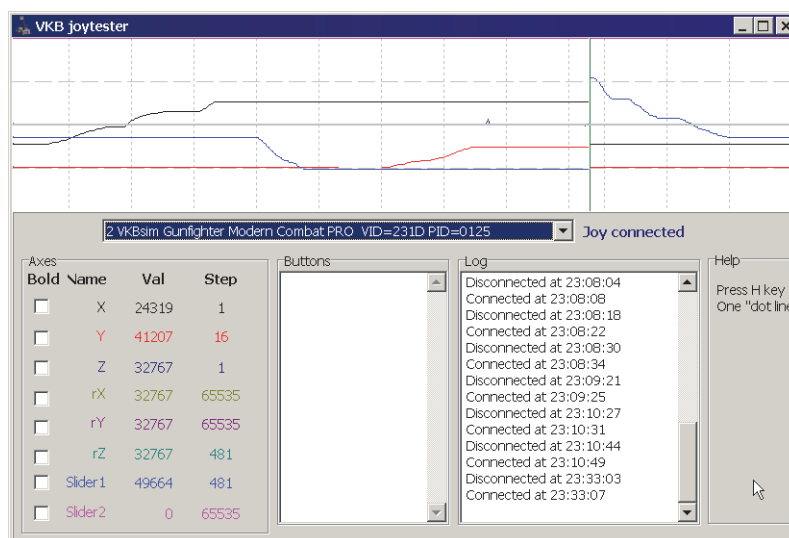 VKB joytester
2 VKBsim Gunfighter Modern Combat PRO VID=231D PID=0125
Joy connected
Axes
Bold Name Val Step
X 24319 1
Y 41207 16
Z 32767 1
rX 32767 65535
rY 32767 65535
rZ 32767 481
Slider1 49664 481
Slider2 0 65535
Buttons
Log
Disconnected at 23:08:04
Connected at 23:08:08
Disconnected at 23:08:18
Connected at 23:08:22
Disconnected at 23:08:30
Connected at 23:08:34
Disconnected at 23:09:21
Connected at 23:09:25
Disconnected at 23:10:27
Connected at 23:10:31
Disconnected at 23:10:44
Connected at 23:10:49
Disconnected at 23:33:03
Connected at 23:33:07
Help
Press H key
One "dot line